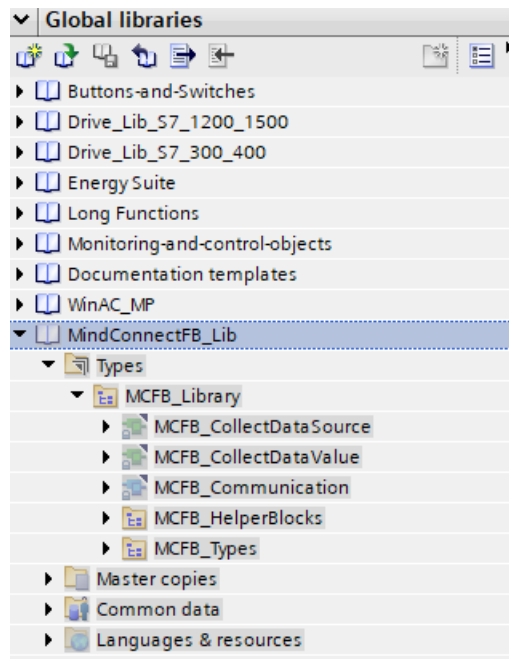 Global libraries
Buttons-and-Switches
Drive_Lib_S7_1200_1500
Drive_Lib_S7_300_400
Energy Suite
Long Functions
Monitoring-and-control-objects
Documentation templates
WinAC_MP
MindConnectFB_Lib
Types
MCFB_Library
MCFB_CollectDataSource
MCFB_CollectDataValue
MCFB_Communication
MCFB_HelperBlocks
MCFB_Types
Master copies
Common data
Languages & resources